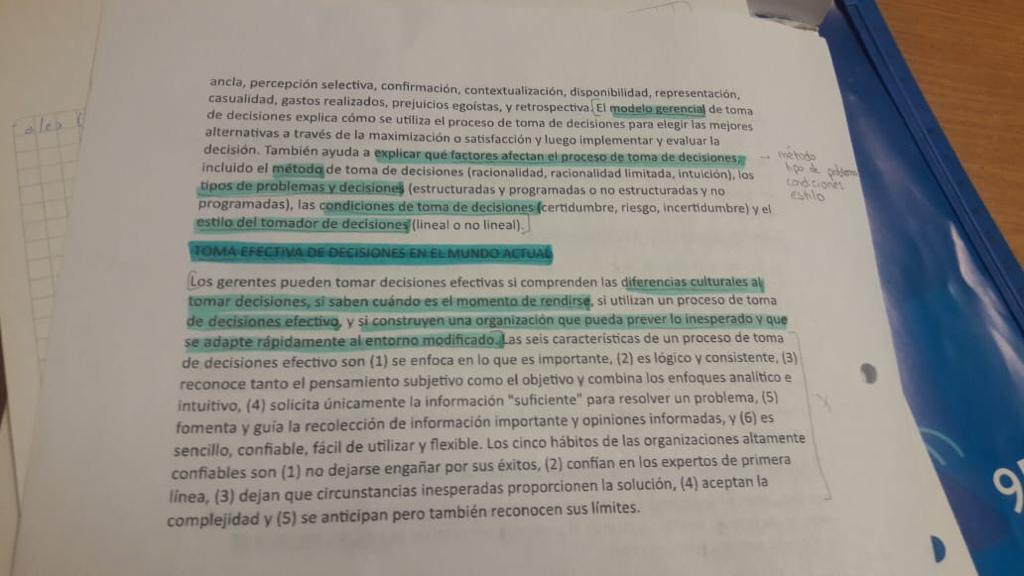 ancla, percepción selectiva, confirmación, contextualización, disponibilidad, representación,
casualidad, gastos realizados, prejuicios egoístas, y retrospectiva. El modelo gerencial de toma
de decisiones explica cómo se utiliza el proceso de toma de decisiones para elegir las mejores
alternativas a través de la maximización o satisfacción y luego implementar y evaluar la
decisión. También ayuda a explicar qué factores afectan el proceso de toma de decisiones,
incluido el método de toma de decisiones (racionalidad, racionalidad limitada, intuición), los
tipos de problemas y decisiones (estructuradas y programadas o no estructuradas y no
programadas), las condiciones de toma de decisiones (certidumbre, riesgo, incertidumbre) y el
estilo del tomador de decisiones (lineal o no lineal).
→ método
tipo de
condiciones
estilo
TOMA EFECTIVA DE DECISIONES EN EL MUNDO ACTUAL
Los gerentes pueden tomar decisiones efectivas si comprenden las diferencias culturales al
tomar decisiones, si saben cuándo es el momento de rendirse, si utilizan un proceso de toma
de decisiones efectivo, y si construyen una organización que pueda prever lo inesperado y que
se adapte rápidamente al entorno modificado. Las seis características de un proceso de toma
de decisiones efectivo son (1) se enfoca en lo que es importante, (2) es lógico y consistente, (3)
reconoce tanto el pensamiento subjetivo como el objetivo y combina los enfoques analítico e
intuitivo, (4) solicita únicamente la información "suficiente" para resolver un problema, (5)
fomenta y guía la recolección de información importante y opiniones informadas, y (6) es
sencillo, confiable, fácil de utilizar y flexible. Los cinco hábitos de las organizaciones altamente
confiables son (1) no dejarse engañar por sus éxitos, (2) confían en los expertos de primera
línea, (3) dejan que circunstancias inesperadas proporcionen la solución, (4) aceptan la
complejidad y (5) se anticipan pero también reconocen sus límites.